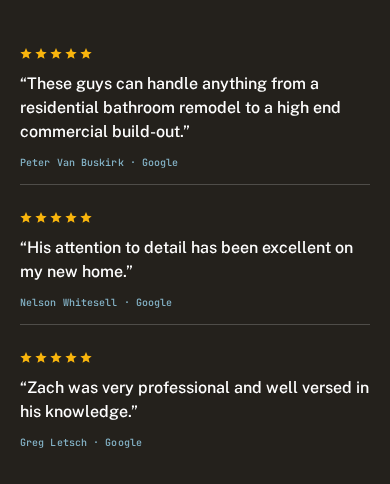 “These guys can handle anything from a
residential bathroom remodel to a high end
commercial build-out.”
Peter Van Buskirk · Google
“His attention to detail has been excellent on
my new home.”
Nelson Whitesell · Google
“Zach was very professional and well versed in
his knowledge.”
Greg Letsch · Google